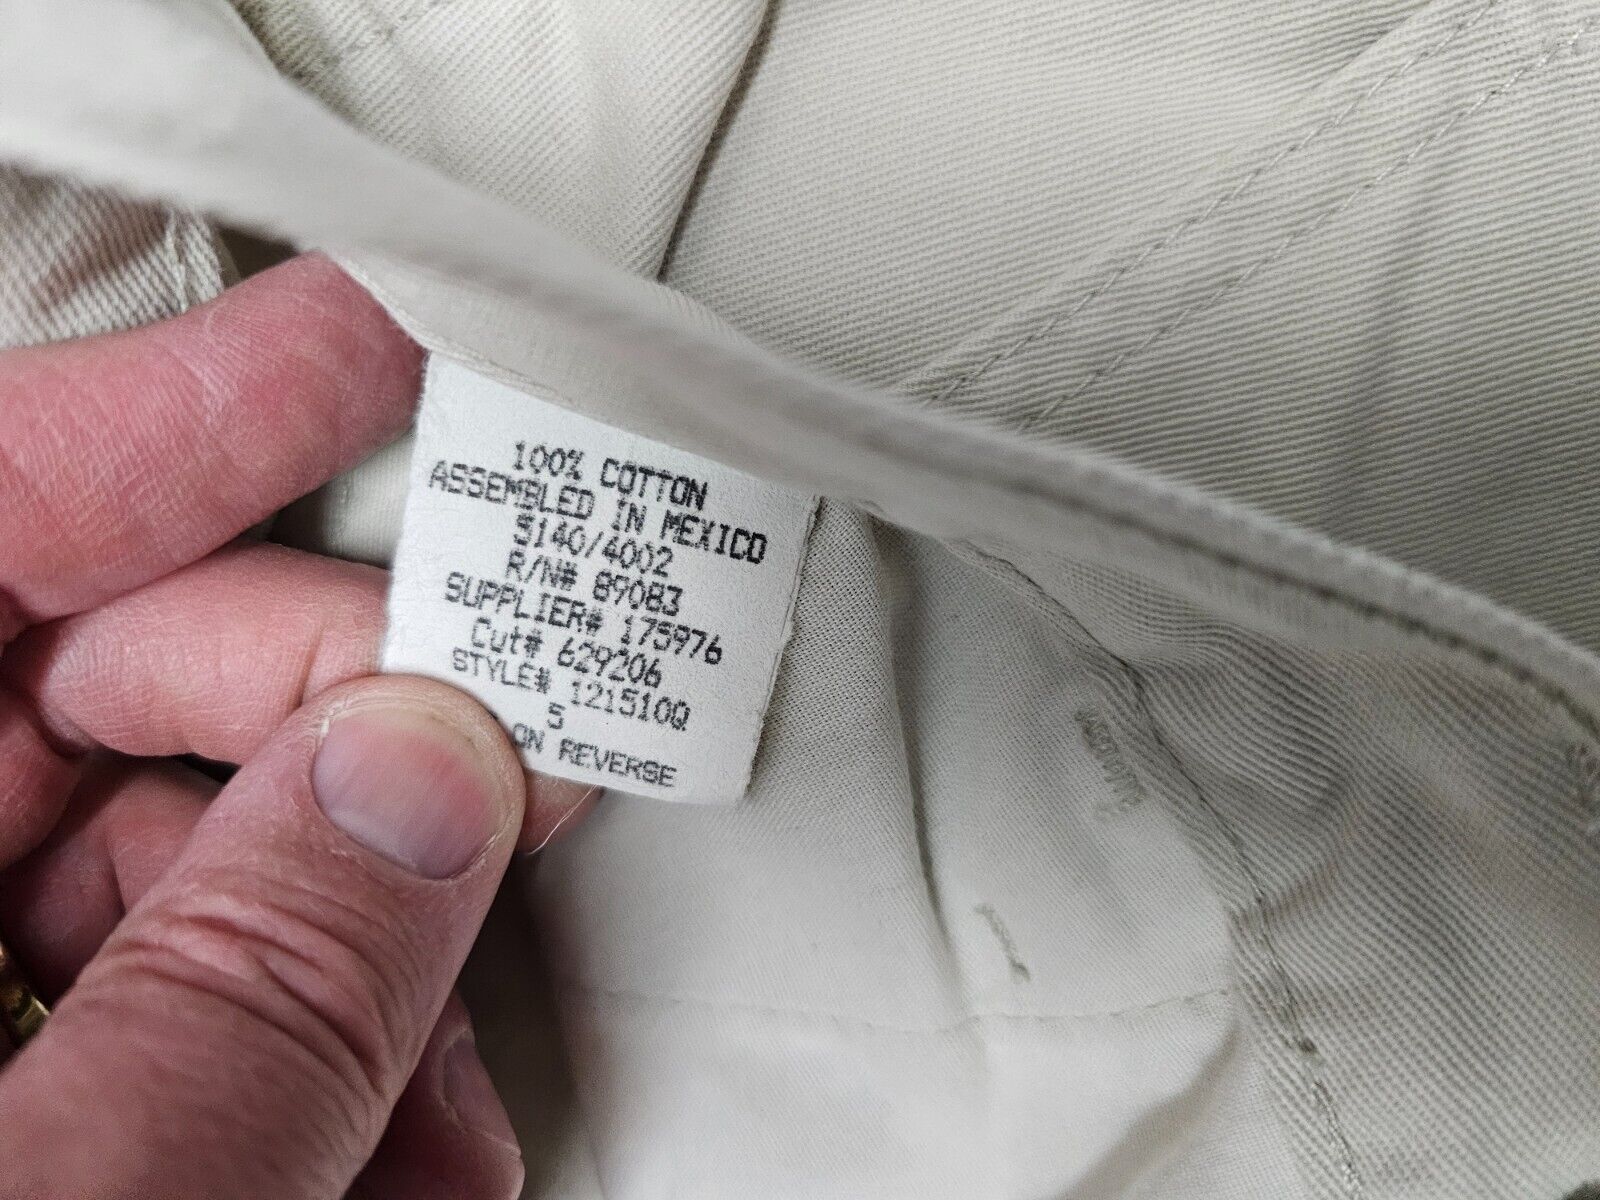 100% COTTON
ASSEMBLED IN MEXICO
5140/4002
R/N# 89083
SUPPLIER# 175976
Cut# 629206
STYLE# 121510Q
5
ON REVERSE